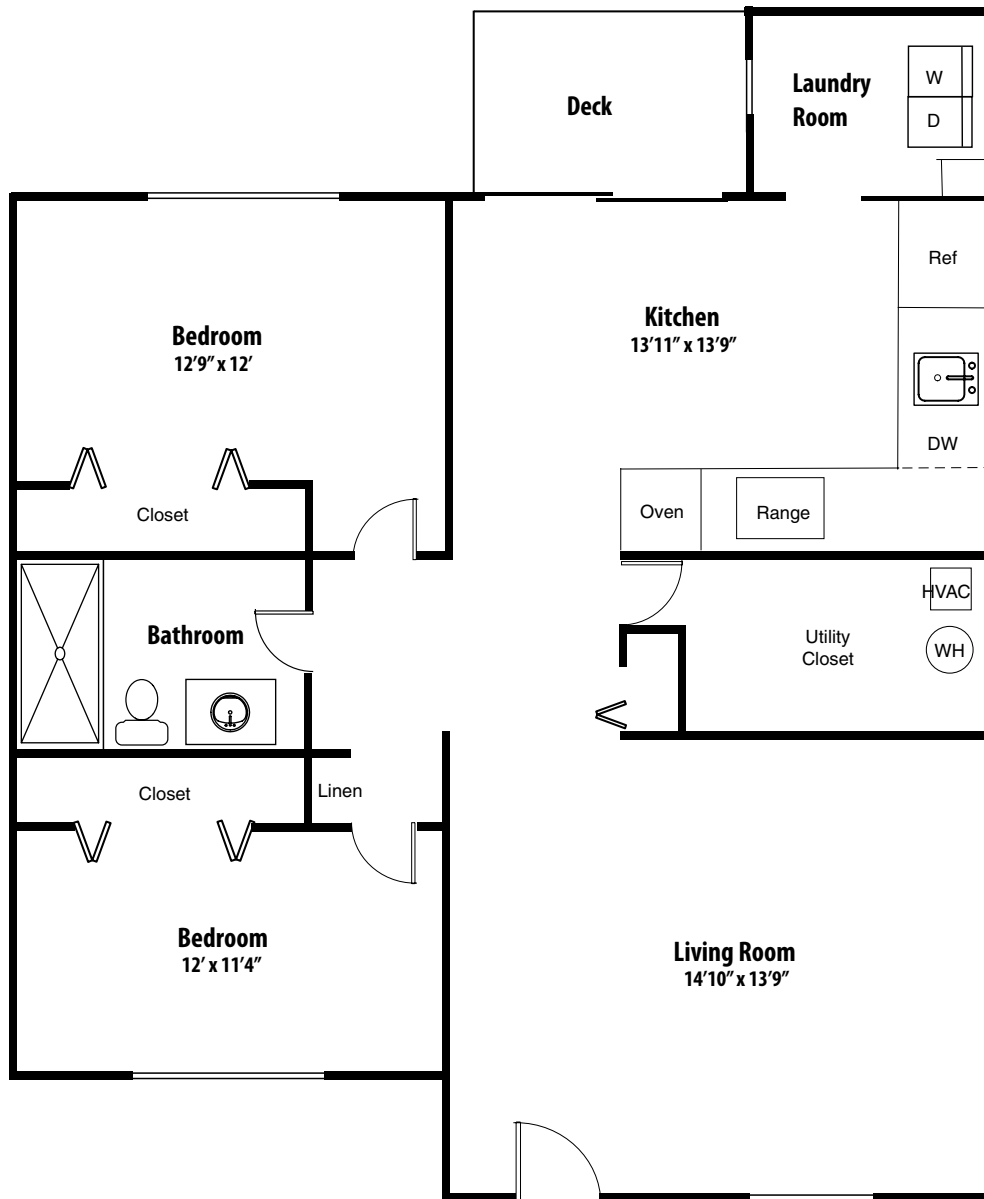 Deck
Laundry
Room
W
D
Bedroom
12’9” x 12’
Kitchen
13’11” x 13’9”
Ref
DW
Closet
Oven
Range
Bathroom
HVAC
Utility
Closet
WH
Closet
Linen
Bedroom
12’ x 11’4”
Living Room
14’10” x 13’9”